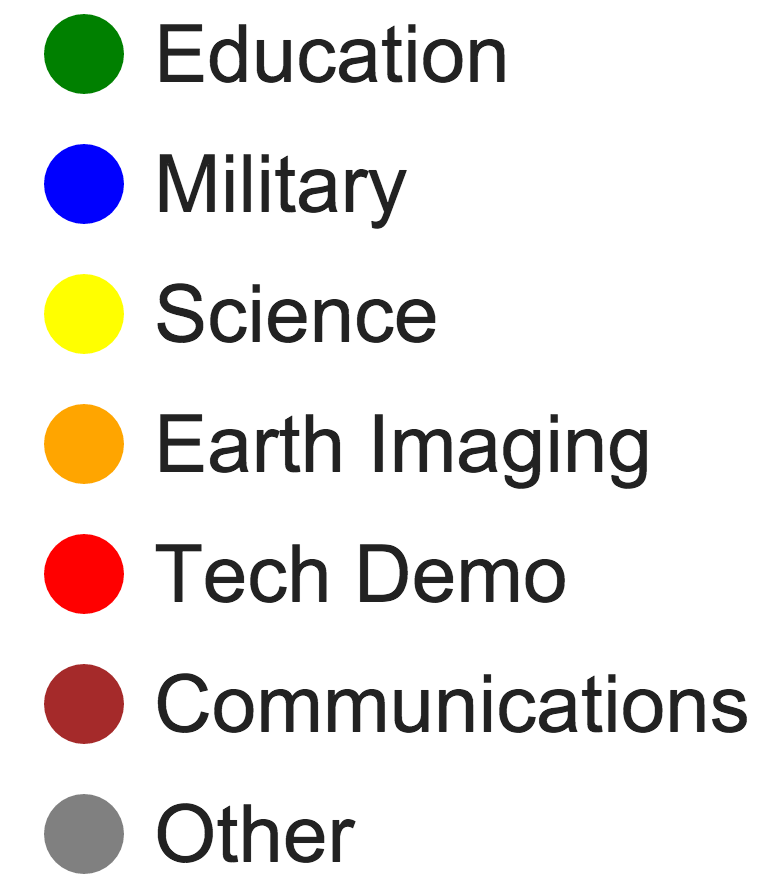 Education
Military
Science
Earth Imaging
Tech Demo
Communications
Other